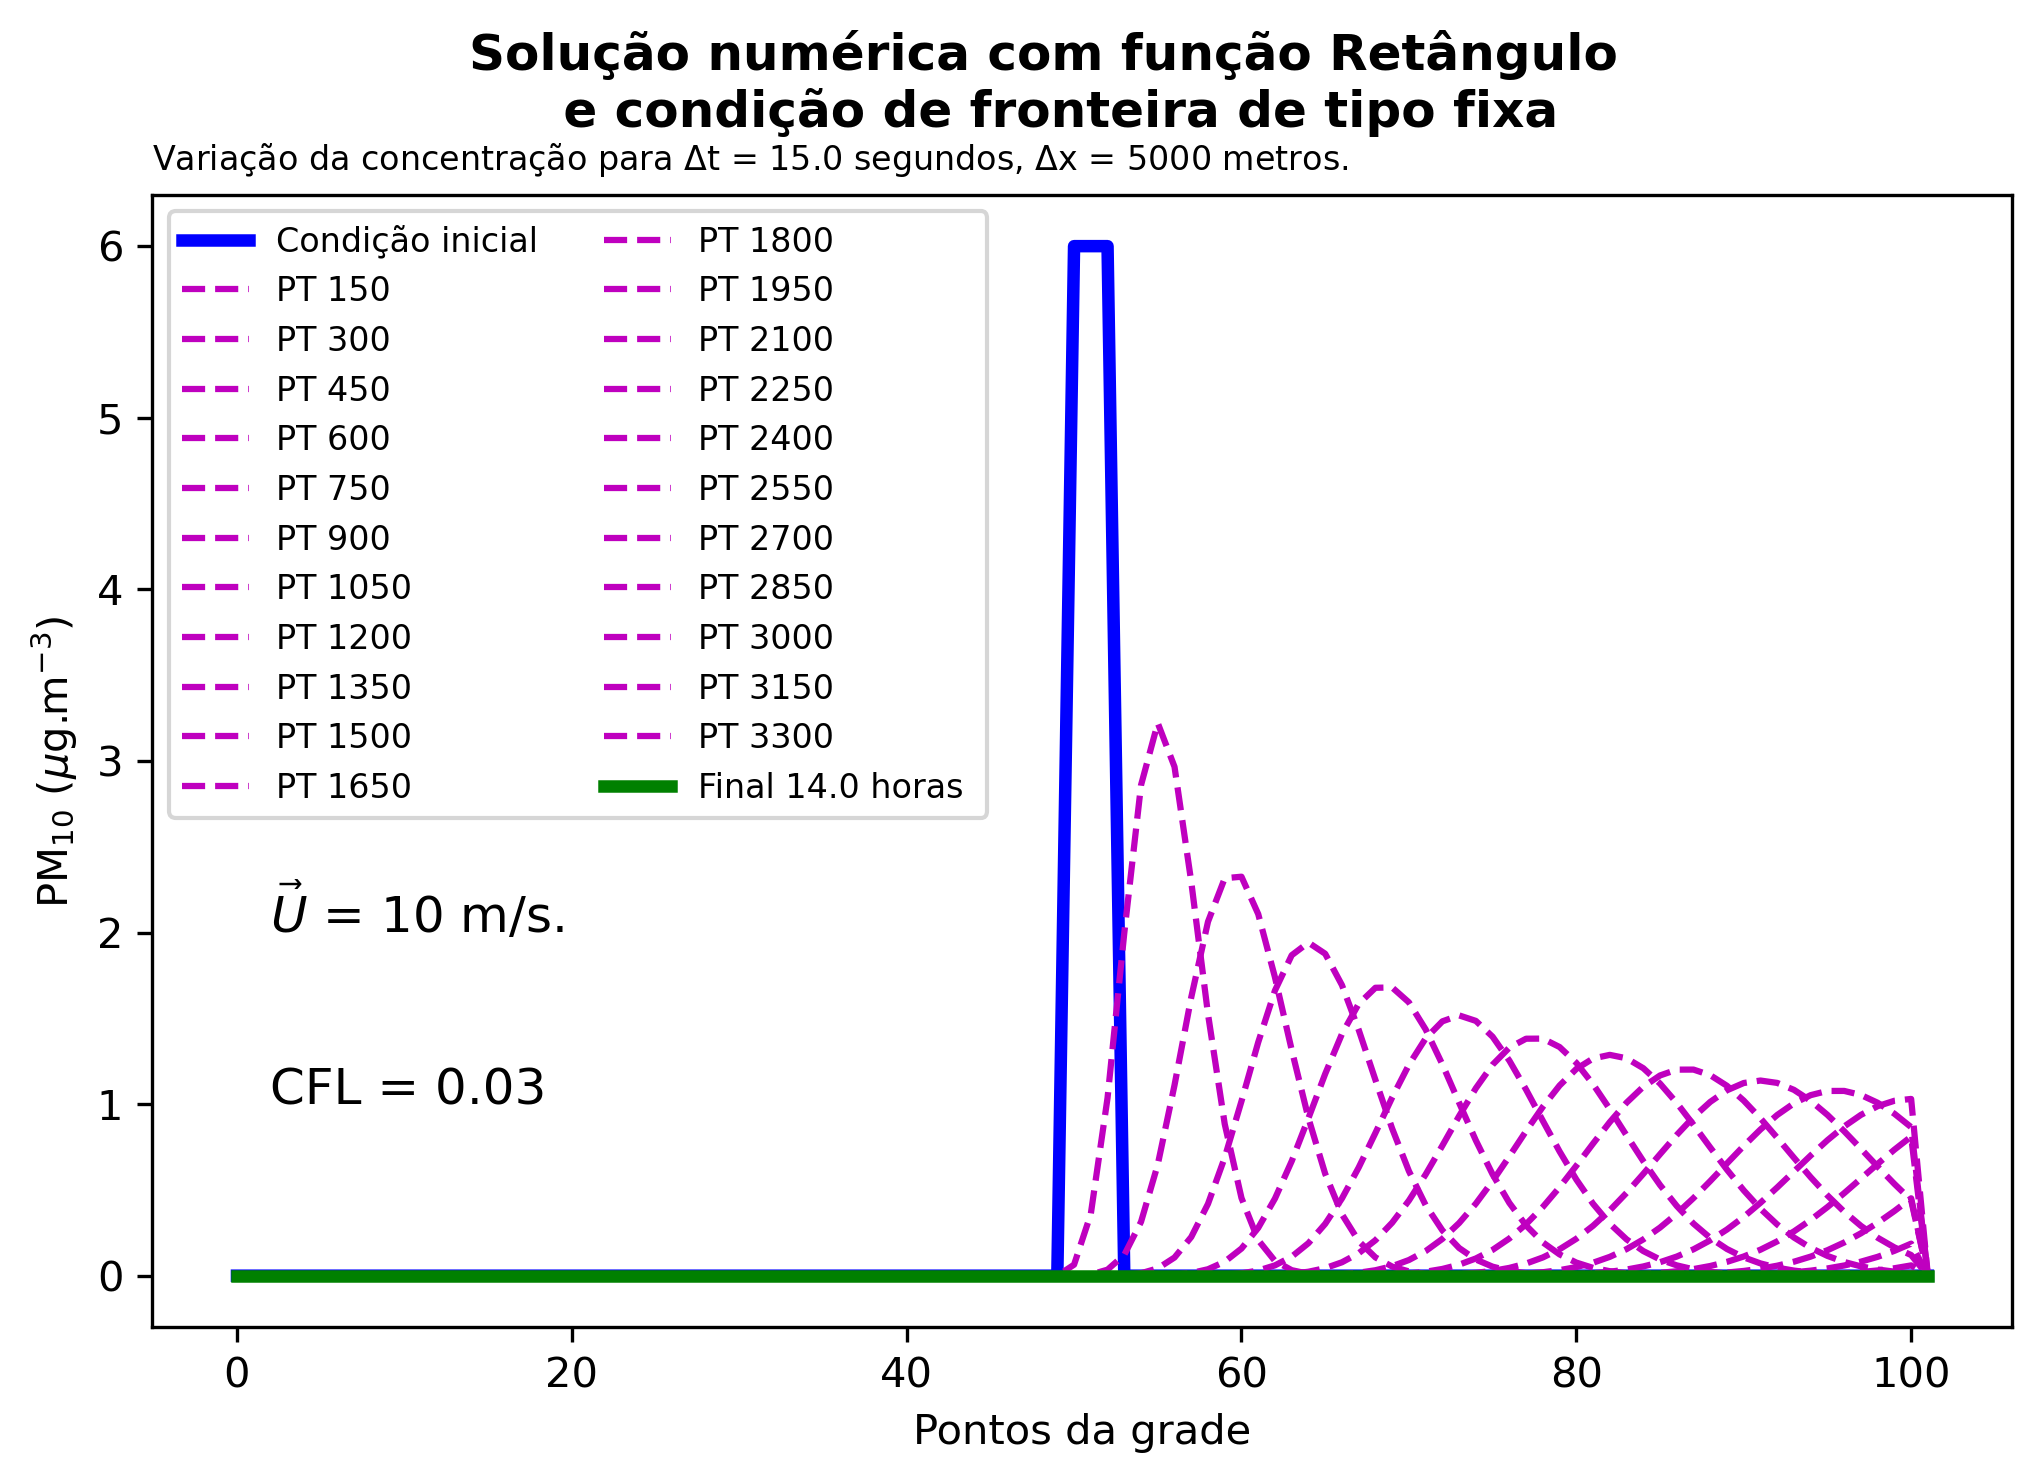 Solução numérica com função Retângulo
e condição de fronteira de tipo fixa
Variação da concentração para Δt = 15.0 segundos, Δx = 5000 metros.
Condição inicial
PT 150
PT 300
PT 450
PT 600
PT 750
PT 900
PT 1050
PT 1200
PT 1350
PT 1500
PT 1650
PT 1800
PT 1950
PT 2100
PT 2250
PT 2400
PT 2550
PT 2700
PT 2850
PT 3000
PT 3150
PT 3300
Final 14.0 horas
6
5
4
3
2
1
0
PM₁₀ (μg.m⁻³)
U⃗ = 10 m/s.
CFL = 0.03
0 20 40 60 80 100
Pontos da grade